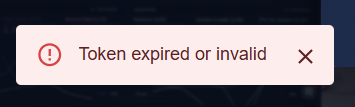 Token expired or invalid